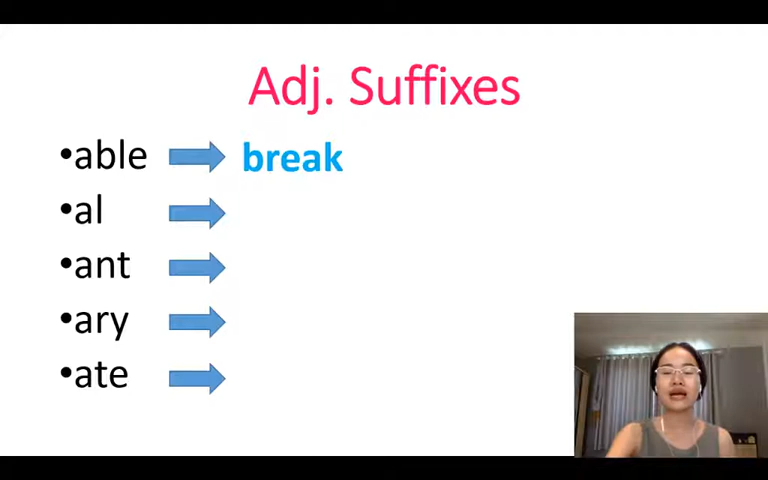 Adj. Suffixes
•able break
•al
•ant
•ary
•ate